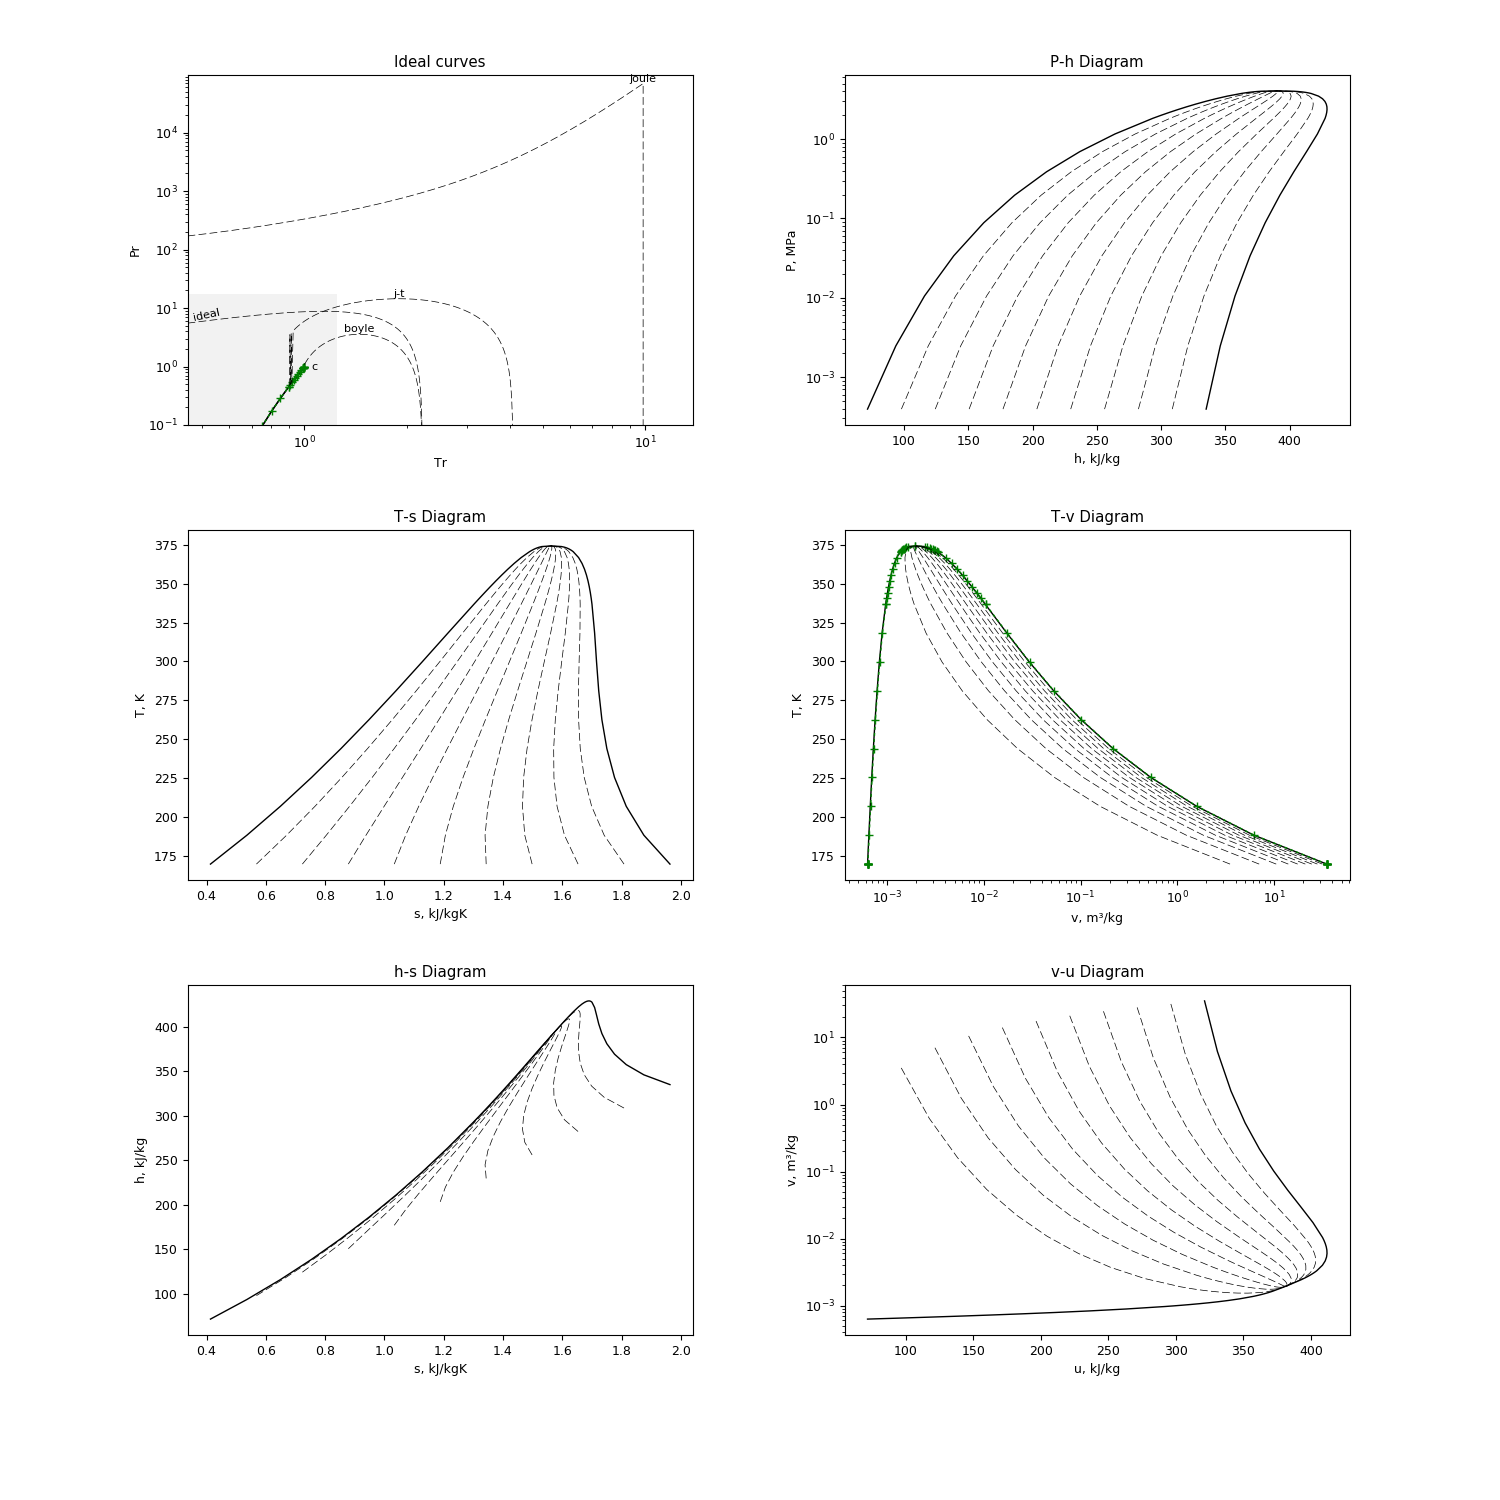 Ideal curves
Pr
10⁴
10³
10²
10¹
10⁰
10⁻¹
joule
j-t
ideal
boyle
c
10⁰ 10¹
Tr
P-h Diagram
P, MPa
10⁰
10⁻¹
10⁻²
10⁻³
100 150 200 250 300 350 400
h, kJ/kg
T-s Diagram
T, K
375
350
325
300
275
250
225
200
175
0.4 0.6 0.8 1.0 1.2 1.4 1.6 1.8 2.0
s, kJ/kgK
T-v Diagram
T, K
375
350
325
300
275
250
225
200
175
10⁻³ 10⁻² 10⁻¹ 10⁰ 10¹
v, m³/kg
h-s Diagram
h, kJ/kg
400
350
300
250
200
150
100
0.4 0.6 0.8 1.0 1.2 1.4 1.6 1.8 2.0
s, kJ/kgK
v-u Diagram
v, m³/kg
10¹
10⁰
10⁻¹
10⁻²
10⁻³
100 150 200 250 300 350 400
u, kJ/kg